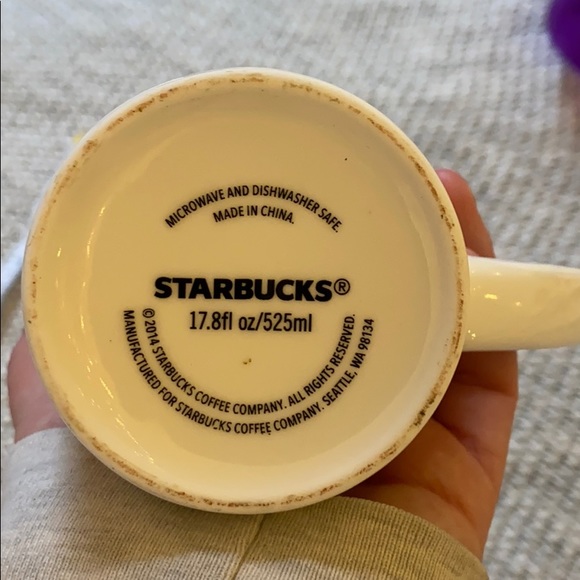 MICROWAVE AND DISHWASHER SAFE.
MADE IN CHINA.
STARBUCKS®
17.8fl oz/525ml
© 2014 STARBUCKS COFFEE COMPANY. ALL RIGHTS RESERVED.
MANUFACTURED FOR STARBUCKS COFFEE COMPANY. SEATTLE, WA 98134